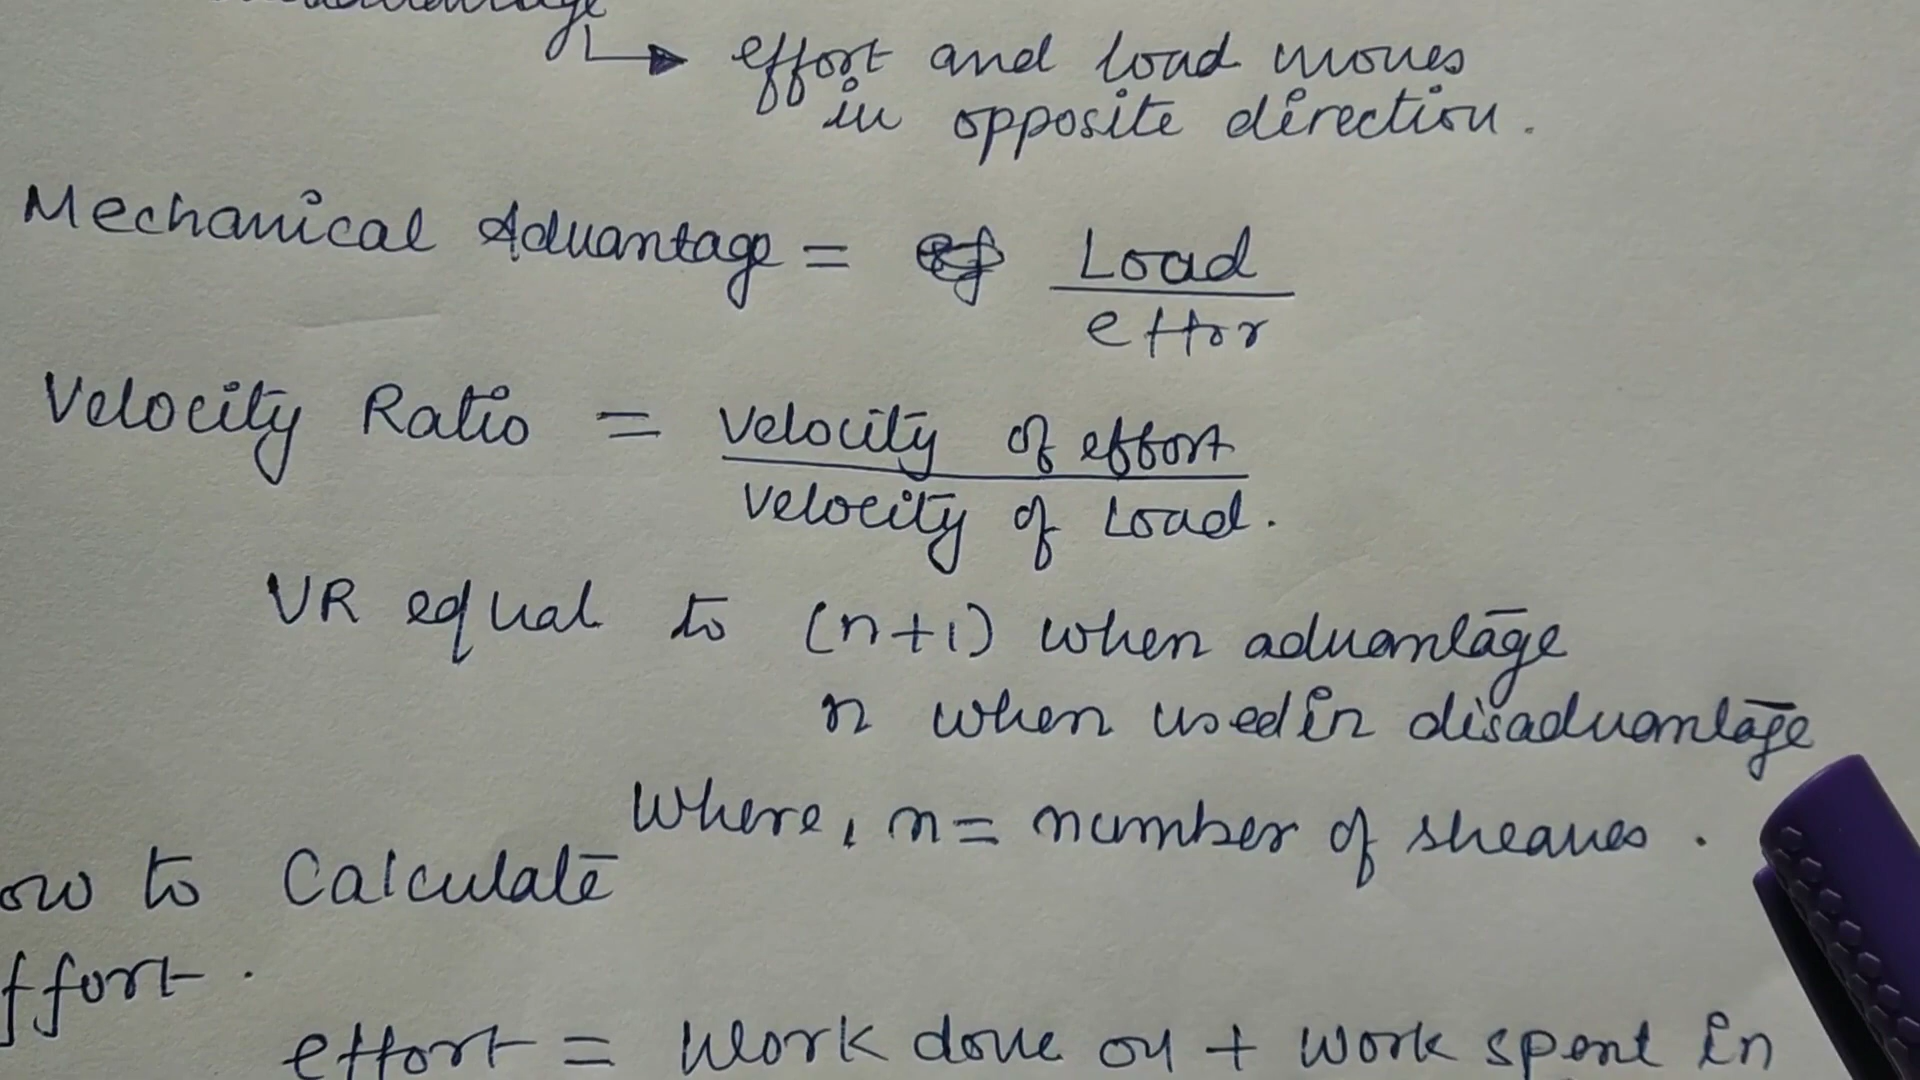 effort and load moves
in opposite direction.
Mechanical Advantage = Load
effor
Velocity Ratio = Velocity of effort
Velocity of Load.
VR equal to (n+1) when advantage
n when used in disadvantage
Where, n = number of sheaves.
ow to Calculate
ffort.
effort = Work done on + work spent in